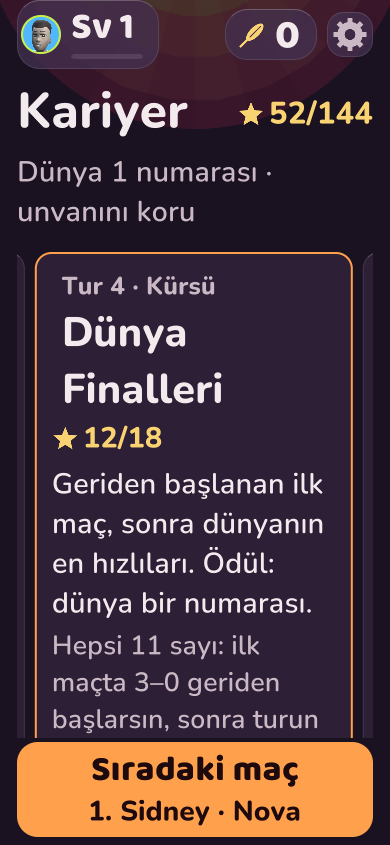 Sv 1
0
Kariyer
52/144
Dünya 1 numarası ·
unvanını koru
Tur 4 · Kürsü
Dünya
Finalleri
12/18
Geriden başlanan ilk
maç, sonra dünyanın
en hızlıları. Ödül:
dünya bir numarası.
Hepsi 11 sayı: ilk
maçta 3–0 geriden
başlarsın, sonra turun
Sıradaki maç
1. Sidney · Nova